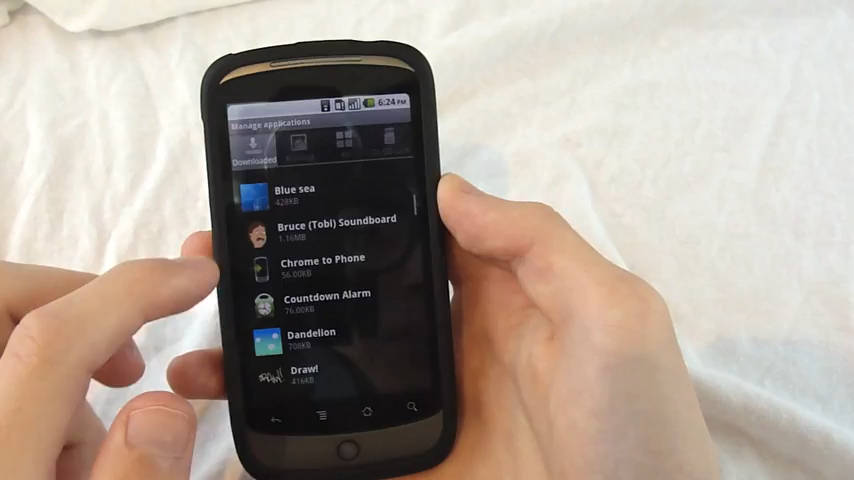 6:24 PM
Manage applications
Downloaded
Blue sea
428KB
Bruce (Tobi) Soundboard
1.16MB
Chrome to Phone
56.00KB
Countdown Alarm
76.00KB
Dandelion
708KB
Draw!
416KB